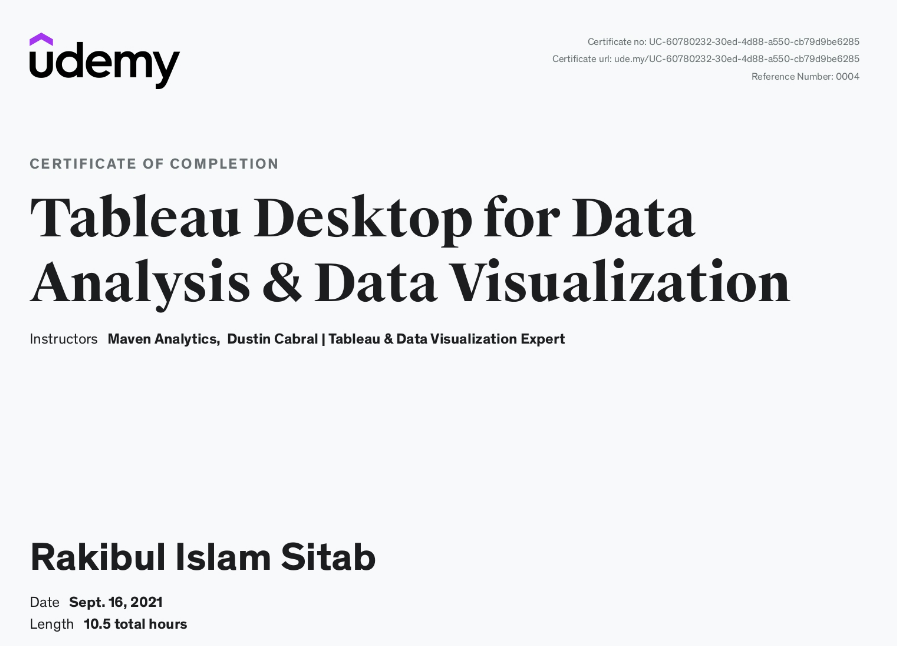 udemy
Certificate no: UC-60780232-30ed-4d88-a550-cb79d9be6285
Certificate url: ude.my/UC-60780232-30ed-4d88-a550-cb79d9be6285
Reference Number: 0004
CERTIFICATE OF COMPLETION
Tableau Desktop for Data
Analysis & Data Visualization
Instructors Maven Analytics, Dustin Cabral | Tableau & Data Visualization Expert
Rakibul Islam Sitab
Date Sept. 16, 2021
Length 10.5 total hours